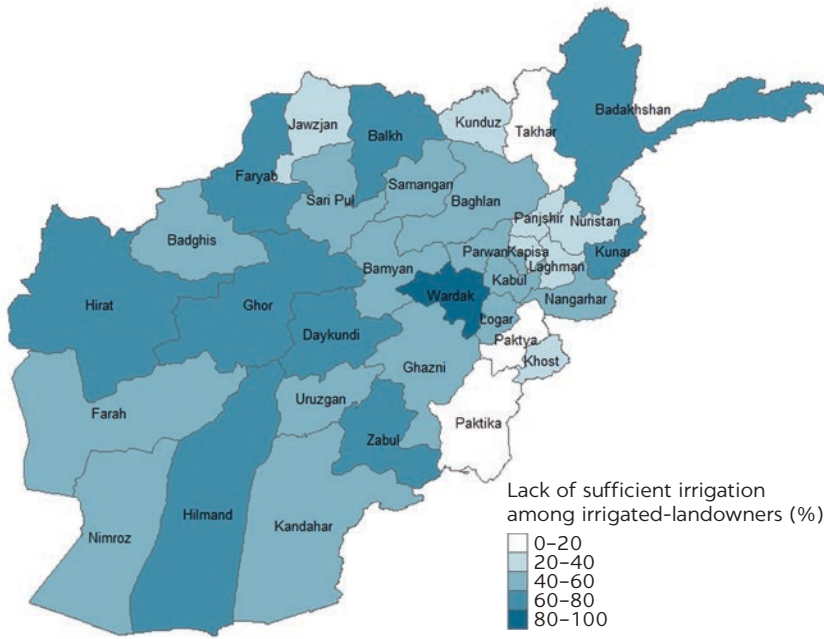 Jawzjan
Kunduz
Takhar
Badakhshan
Balkh
Faryab
Samangan
Sari Pul
Baghlan
Panjshir
Nuristan
Badghis
Parwan
Kapisa
Kunar
Bamyan
Laghman
Kabul
Wardak
Nangarhar
Hirat
Ghor
Logar
Daykundi
Paktya
Khost
Ghazni
Uruzgan
Farah
Paktika
Zabul
Hilmand
Kandahar
Nimroz
Lack of sufficient irrigation
among irrigated-landowners (%)
0–20
20–40
40–60
60–80
80–100